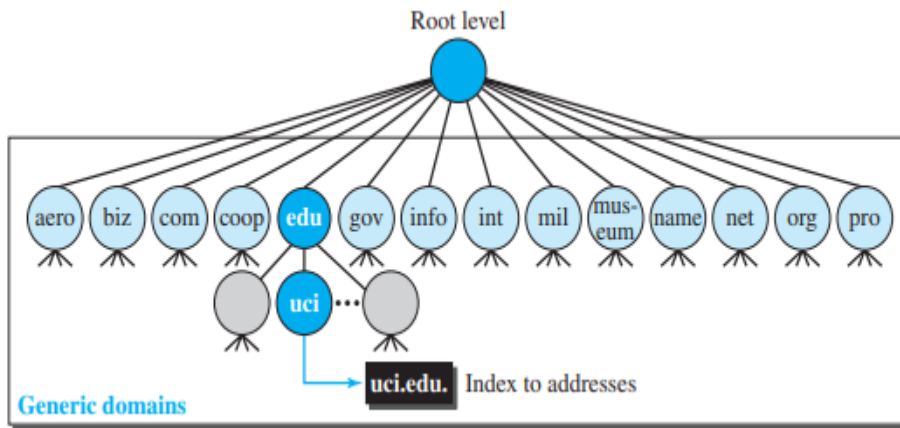 Root level
aero biz com coop edu gov info int mil mus-
eum name net org pro
uci ...
uci.edu. Index to addresses
Generic domains